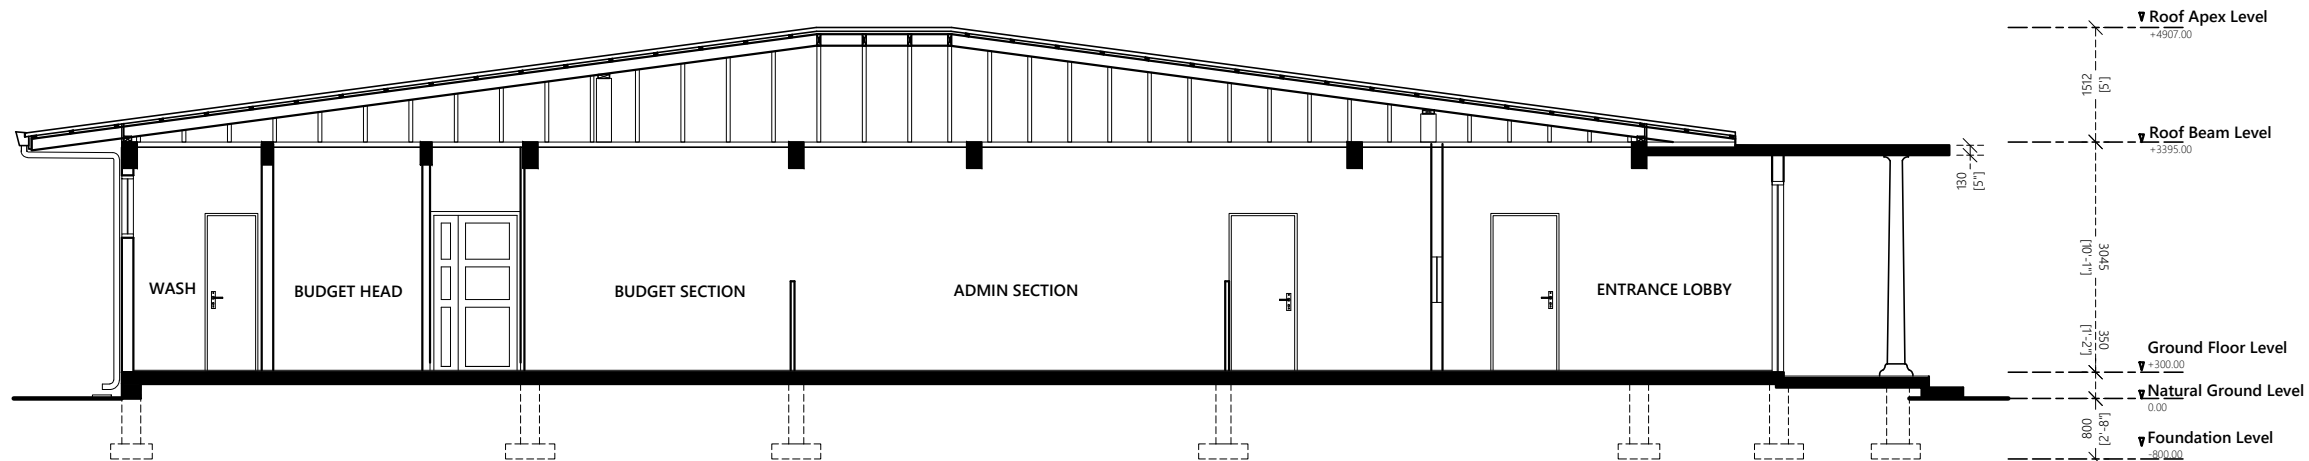 Roof Apex Level
+4907.00
1512
[5']
Roof Beam Level
+3395.00
130
[5"]
3045
[10'-1"]
WASH
BUDGET HEAD
BUDGET SECTION
ADMIN SECTION
ENTRANCE LOBBY
350
[1'-2"]
Ground Floor Level
+300.00
Natural Ground Level
0.00
800
[2'-8"]
Foundation Level
-800.00